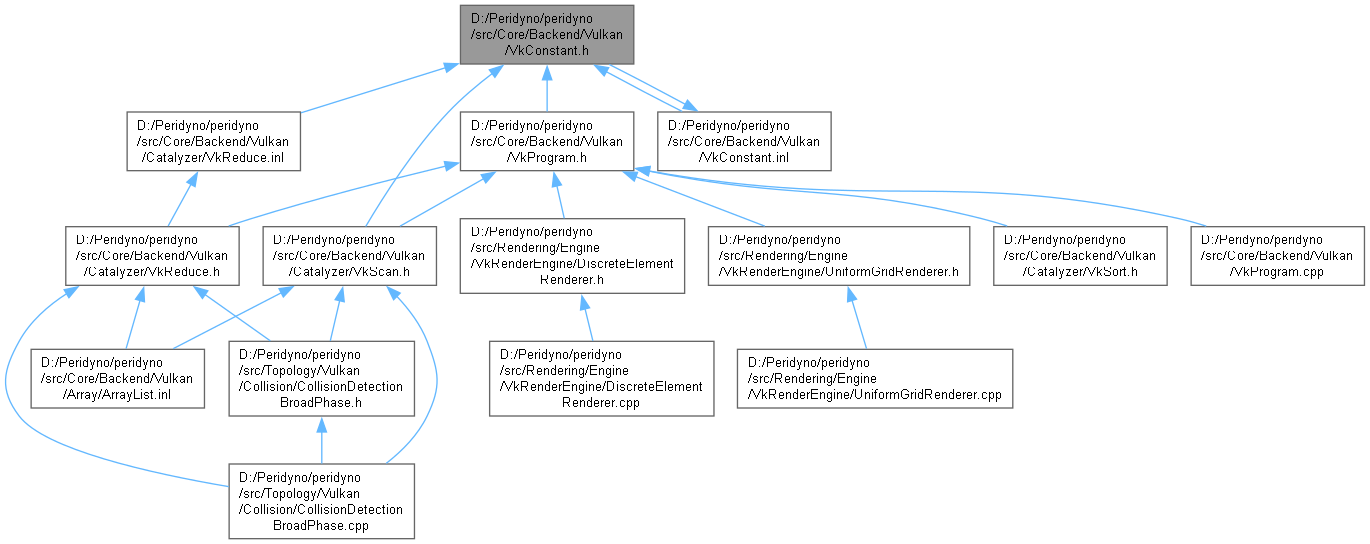 D:/Peridyno/peridyno
/src/Core/Backend/Vulkan
/VkConstant.h
D:/Peridyno/peridyno
/src/Core/Backend/Vulkan
/Catalyzer/VkReduce.inl
D:/Peridyno/peridyno
/src/Core/Backend/Vulkan
/VkProgram.h
D:/Peridyno/peridyno
/src/Core/Backend/Vulkan
/VkConstant.inl
D:/Peridyno/peridyno
/src/Core/Backend/Vulkan
/Catalyzer/VkReduce.h
D:/Peridyno/peridyno
/src/Core/Backend/Vulkan
/Catalyzer/VkScan.h
D:/Peridyno/peridyno
/src/Rendering/Engine
/VkRenderEngine/DiscreteElement
Renderer.h
D:/Peridyno/peridyno
/src/Rendering/Engine
/VkRenderEngine/UniformGridRenderer.h
D:/Peridyno/peridyno
/src/Core/Backend/Vulkan
/Catalyzer/VkSort.h
D:/Peridyno/peridyno
/src/Core/Backend/Vulkan
/VkProgram.cpp
D:/Peridyno/peridyno
/src/Core/Backend/Vulkan
/Array/ArrayList.inl
D:/Peridyno/peridyno
/src/Topology/Vulkan
/Collision/CollisionDetection
BroadPhase.h
D:/Peridyno/peridyno
/src/Rendering/Engine
/VkRenderEngine/DiscreteElement
Renderer.cpp
D:/Peridyno/peridyno
/src/Rendering/Engine
/VkRenderEngine/UniformGridRenderer.cpp
D:/Peridyno/peridyno
/src/Topology/Vulkan
/Collision/CollisionDetection
BroadPhase.cpp